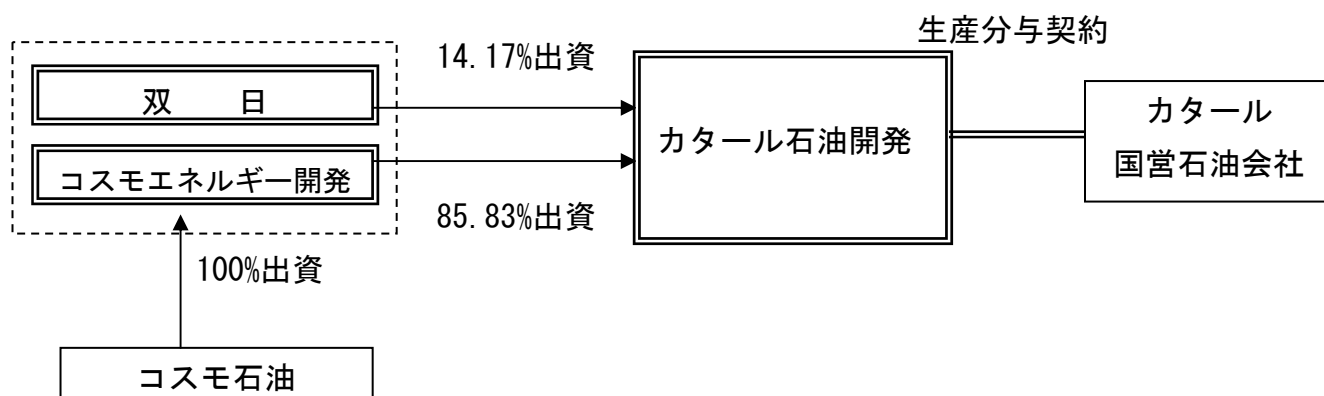 生産分与契約
14.17%出資
双　　日
カタール石油開発
カタール
国営石油会社
コスモエネルギー開発
85.83%出資
100%出資
コスモ石油